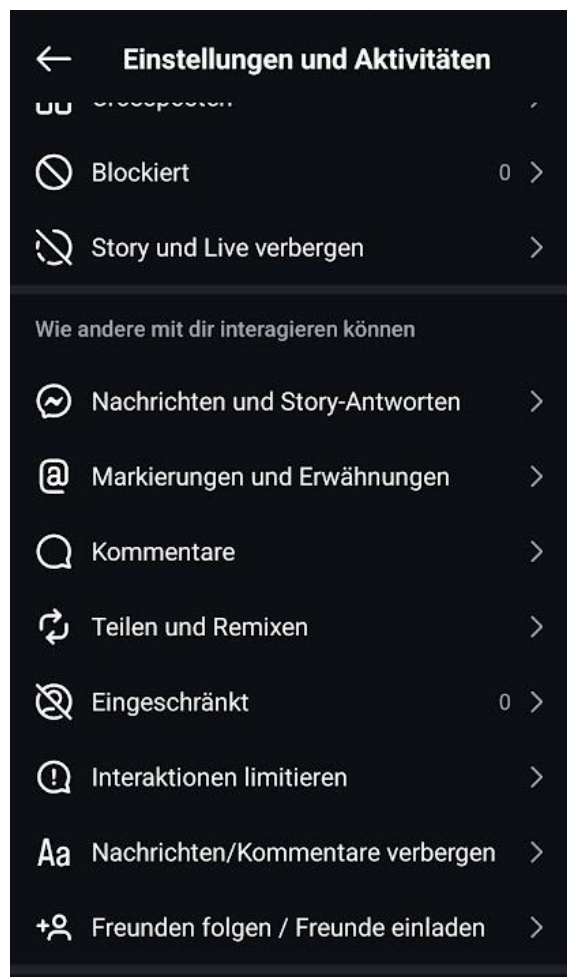 Einstellungen und Aktivitäten
Blockiert 0
Story und Live verbergen
Wie andere mit dir interagieren können
Nachrichten und Story-Antworten
Markierungen und Erwähnungen
Kommentare
Teilen und Remixen
Eingeschränkt 0
Interaktionen limitieren
Aa Nachrichten/Kommentare verbergen
Freunden folgen / Freunde einladen